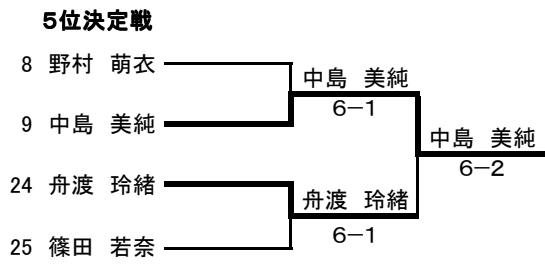 5位決定戦
8 野村 萌衣
中島 美純
6−1
9 中島 美純
中島 美純
6−2
24 舟渡 玲緒
舟渡 玲緒
6−1
25 篠田 若奈